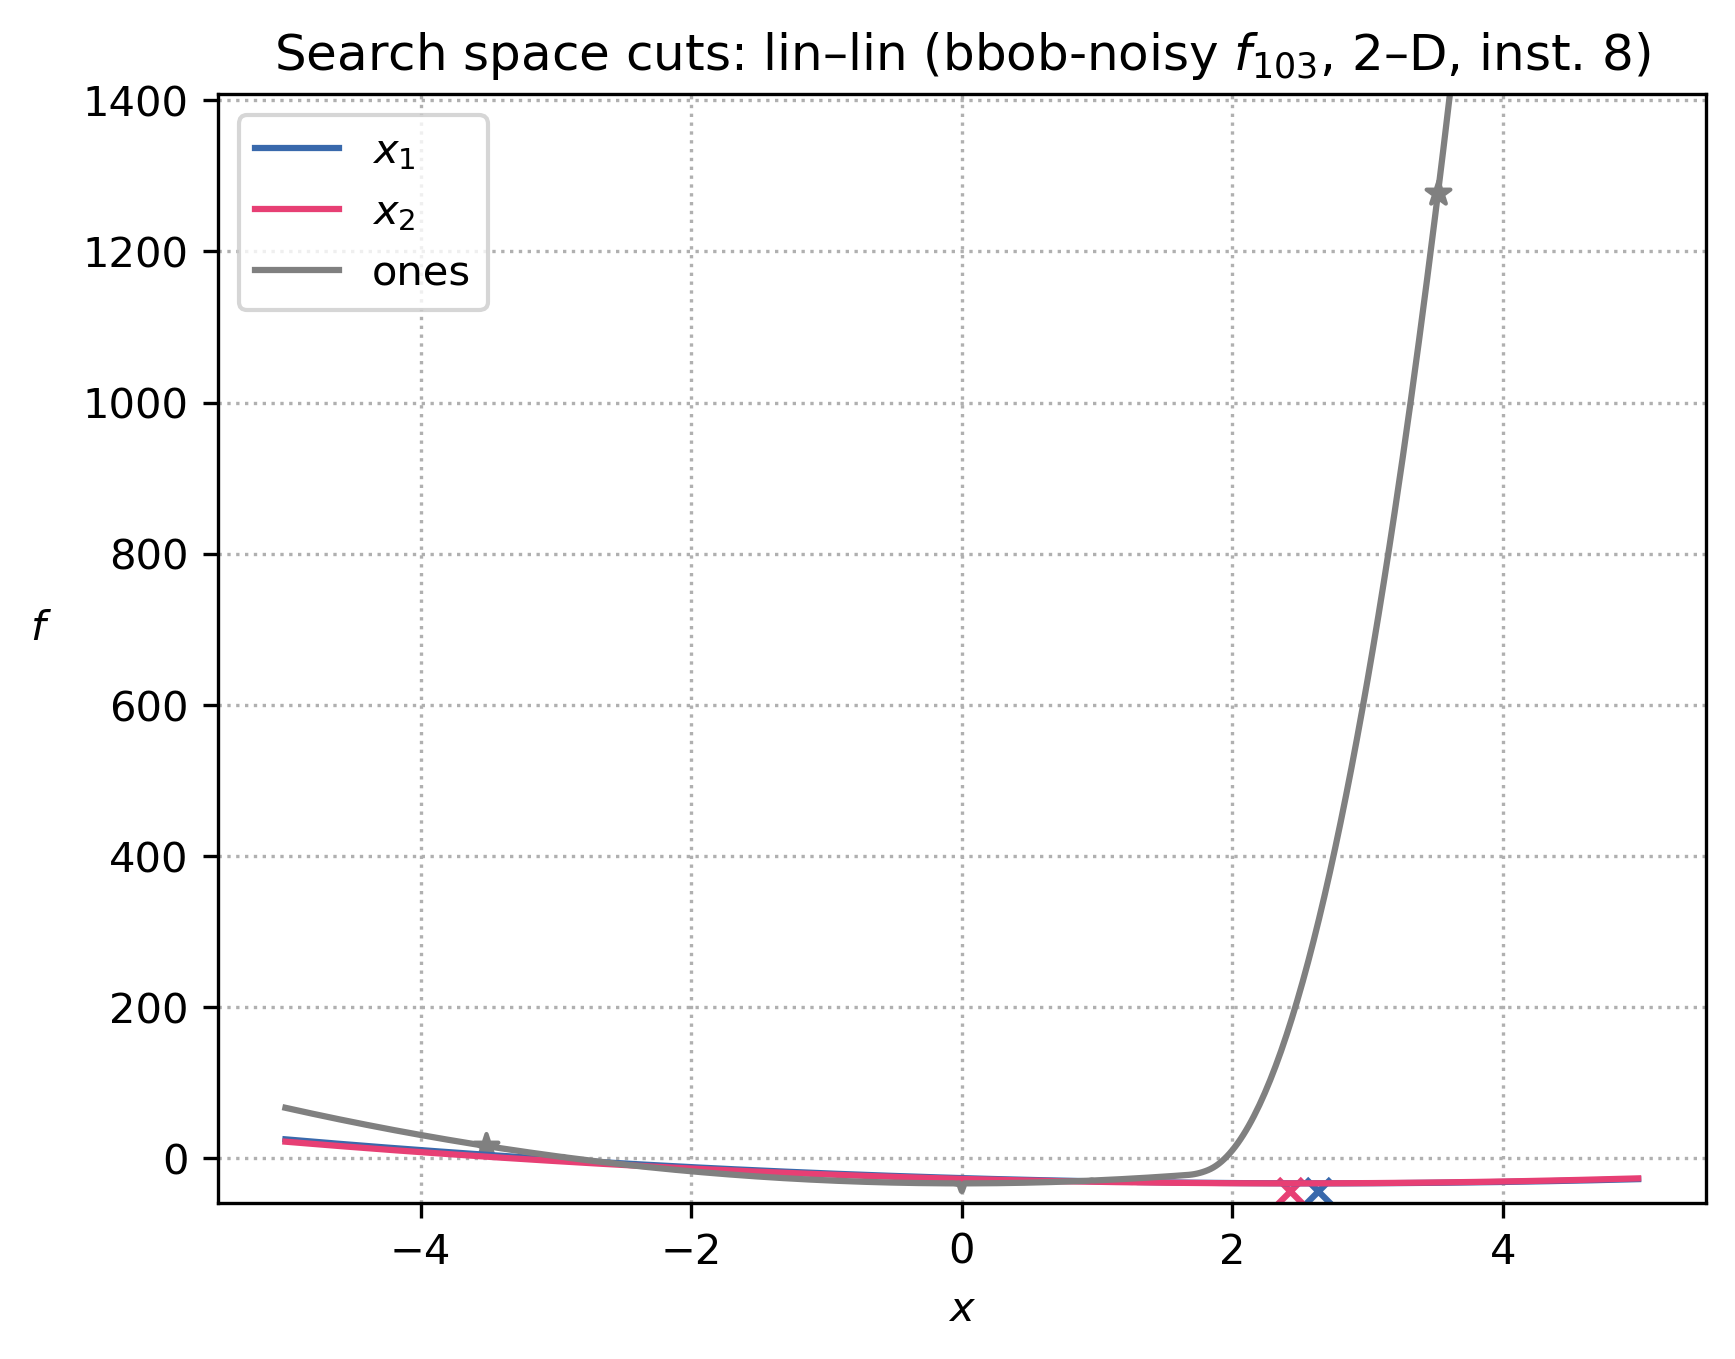 Search space cuts: lin–lin (bbob-noisy f₁₀₃, 2–D, inst. 8)
x₁
x₂
ones
1400
1200
1000
800
600
400
200
0
f
−4 −2 0 2 4
x